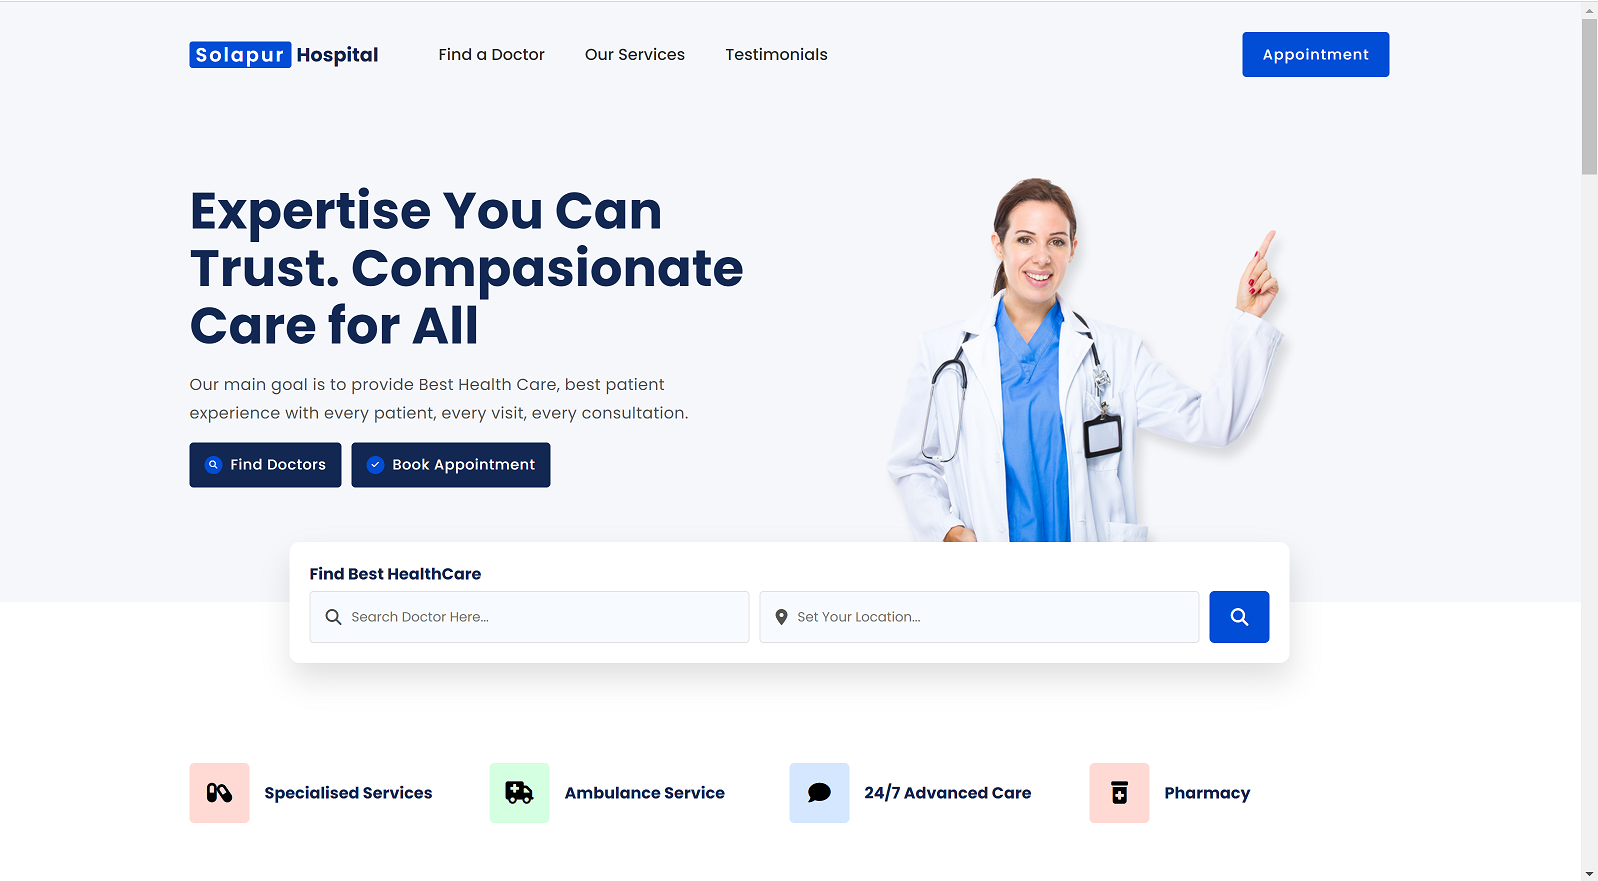 Solapur Hospital
Find a Doctor
Our Services
Testimonials
Appointment
Expertise You Can
Trust. Compasionate
Care for All
Our main goal is to provide Best Health Care, best patient
experience with every patient, every visit, every consultation.
Find Doctors
Book Appointment
Find Best HealthCare
Search Doctor Here...
Set Your Location...
Specialised Services
Ambulance Service
24/7 Advanced Care
Pharmacy